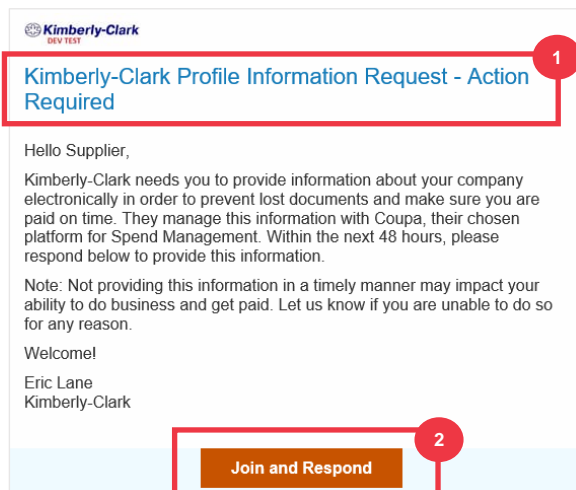 Kimberly-Clark
DEV TEST
1
Kimberly-Clark Profile Information Request - Action
Required
Hello Supplier,
Kimberly-Clark needs you to provide information about your company
electronically in order to prevent lost documents and make sure you are
paid on time. They manage this information with Coupa, their chosen
platform for Spend Management. Within the next 48 hours, please
respond below to provide this information.
Note: Not providing this information in a timely manner may impact your
ability to do business and get paid. Let us know if you are unable to do so
for any reason.
Welcome!
Eric Lane
Kimberly-Clark
2
Join and Respond